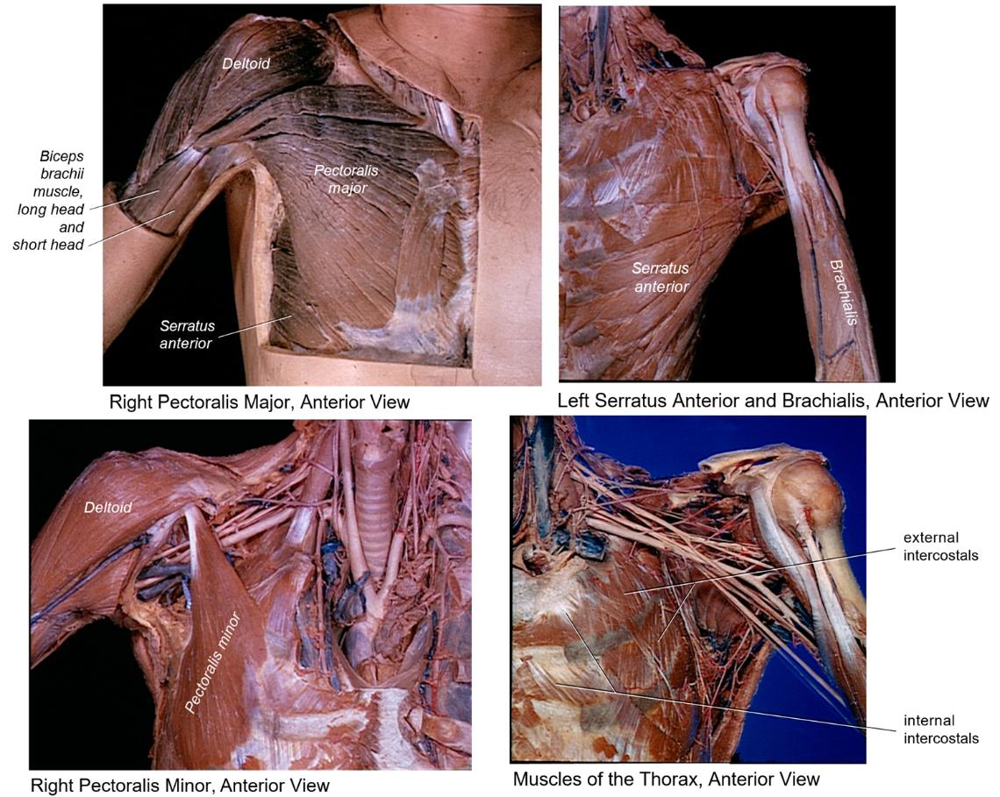 Deltoid
Biceps
brachii
muscle,
long head
and
short head
Pectoralis
major
Serratus
anterior
Right Pectoralis Major, Anterior View
Serratus
anterior
Brachialis
Left Serratus Anterior and Brachialis, Anterior View
Deltoid
Pectoralis minor
Right Pectoralis Minor, Anterior View
external
intercostals
internal
intercostals
Muscles of the Thorax, Anterior View